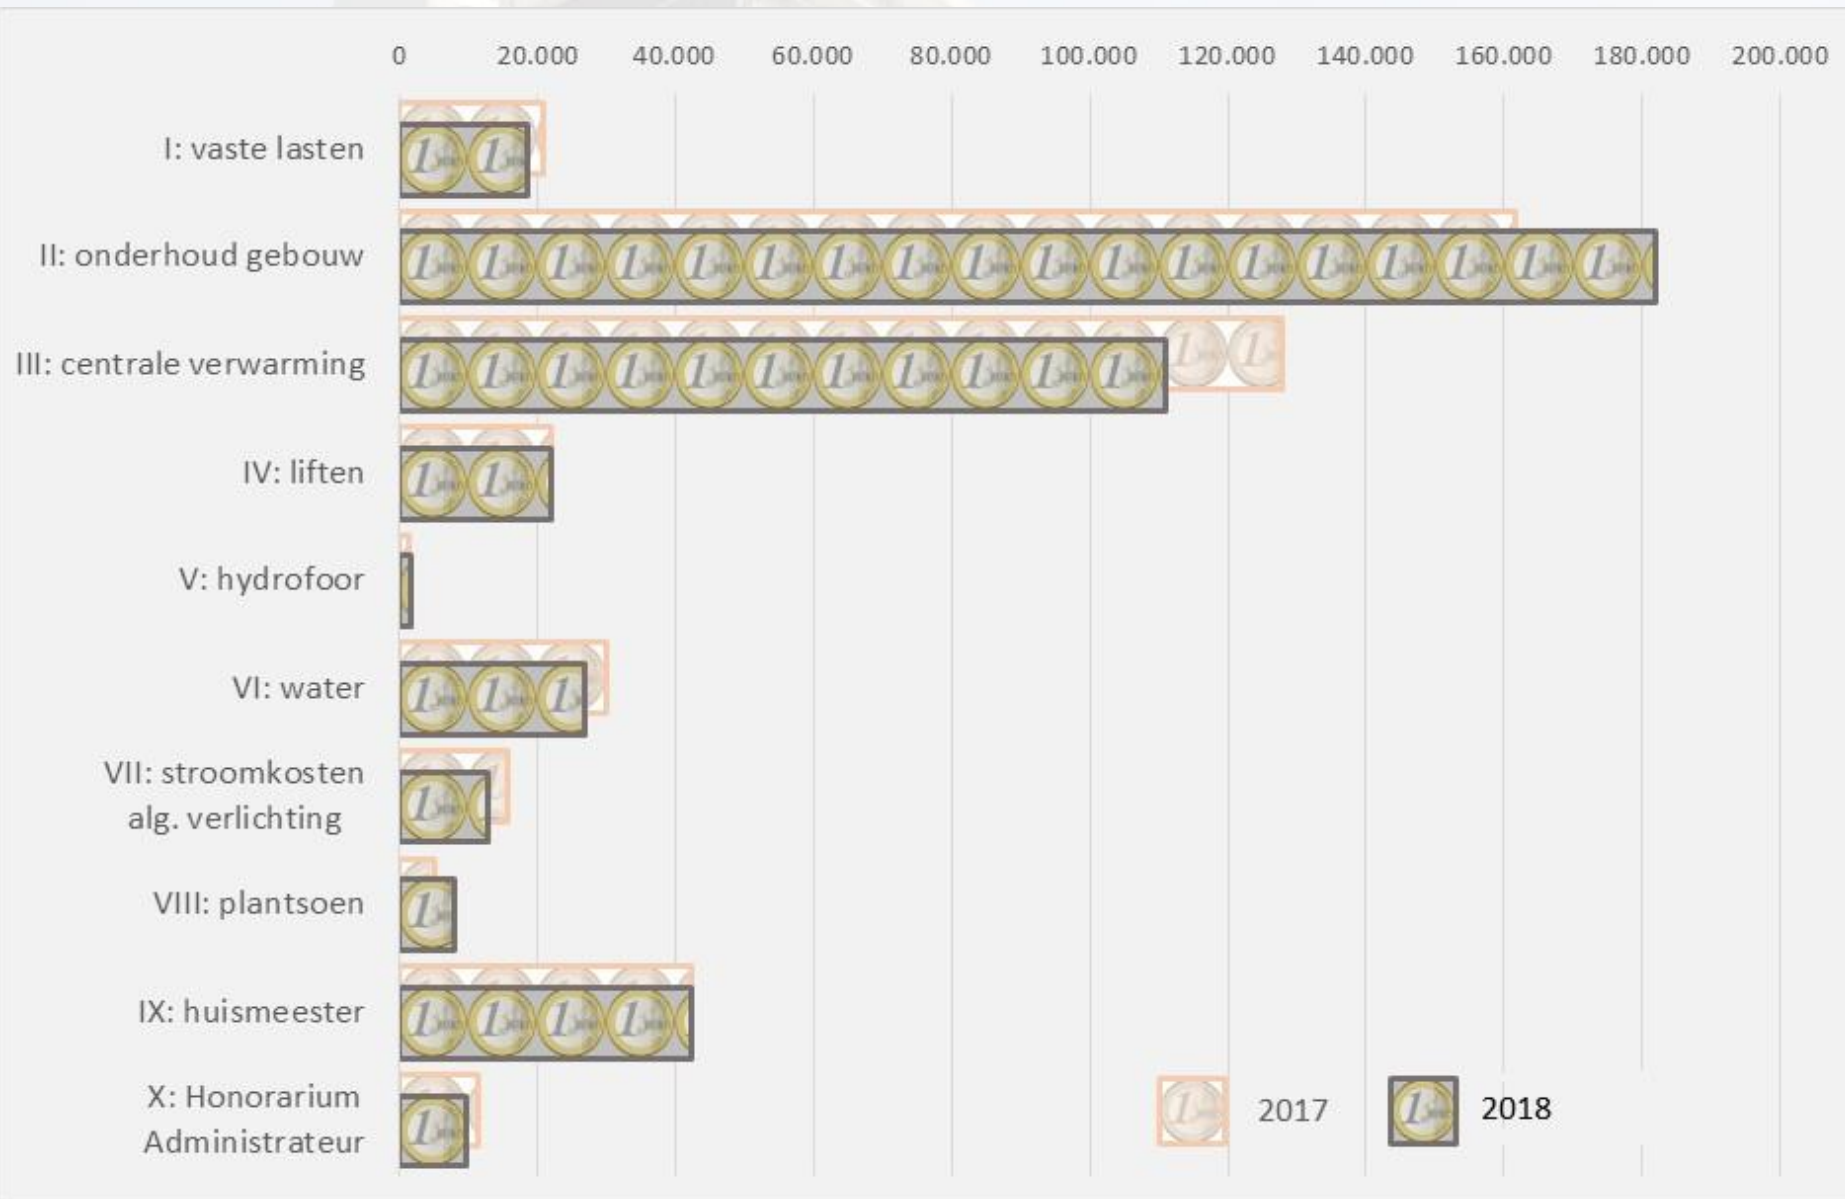 0 20.000 40.000 60.000 80.000 100.000 120.000 140.000 160.000 180.000 200.000
I: vaste lasten
II: onderhoud gebouw
III: centrale verwarming
IV: liften
V: hydrofoor
VI: water
VII: stroomkosten
alg. verlichting
VIII: plantsoen
IX: huismeester
X: Honorarium
Administrateur
2017 2018